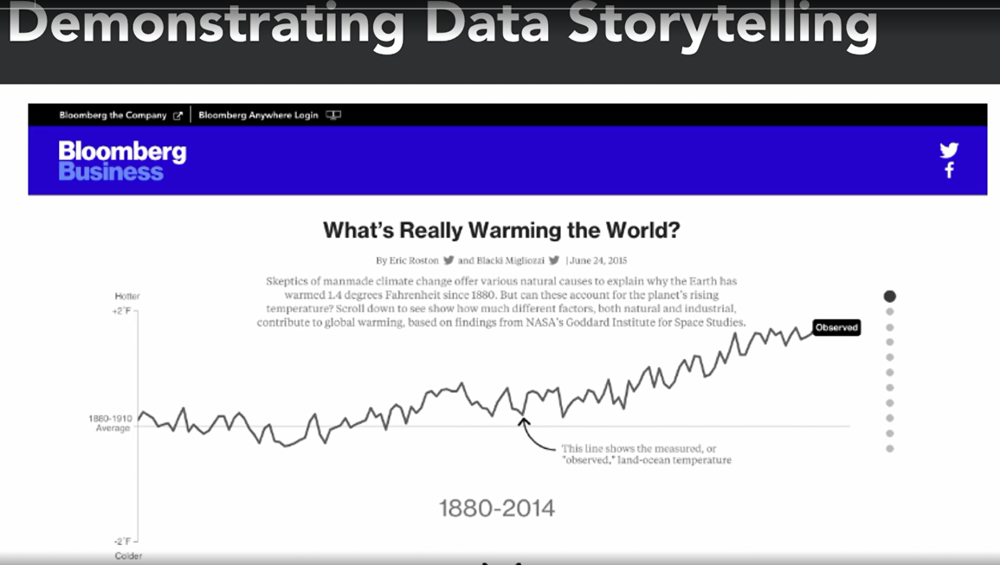 Demonstrating Data Storytelling
Bloomberg the Company
Bloomberg Anywhere Login
Bloomberg
Business
What's Really Warming the World?
By Eric Roston and Blacki Migliozzi | June 24, 2015
Skeptics of manmade climate change offer various natural causes to explain why the Earth has
warmed 1.4 degrees Fahrenheit since 1880. But can these account for the planet's rising
temperature? Scroll down to see show how much different factors, both natural and industrial,
contribute to global warming, based on findings from NASA's Goddard Institute for Space Studies.
Hotter
+2°F
Observed
1880-1910
Average
This line shows the measured, or
"observed," land-ocean temperature
1880-2014
-2°F
Colder